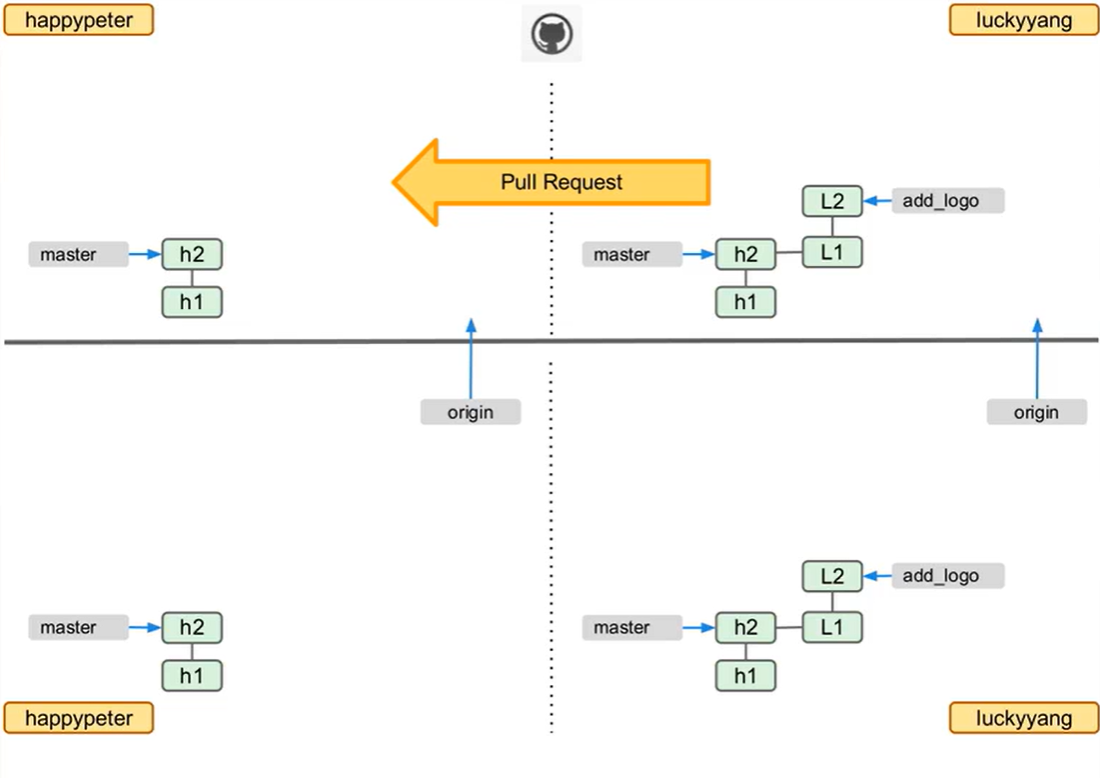 happypeter
luckyyang
Pull Request
L2
add_logo
master
h2
master
h2
L1
h1
h1
origin
origin
L2
add_logo
master
h2
master
h2
L1
h1
h1
happypeter
luckyyang